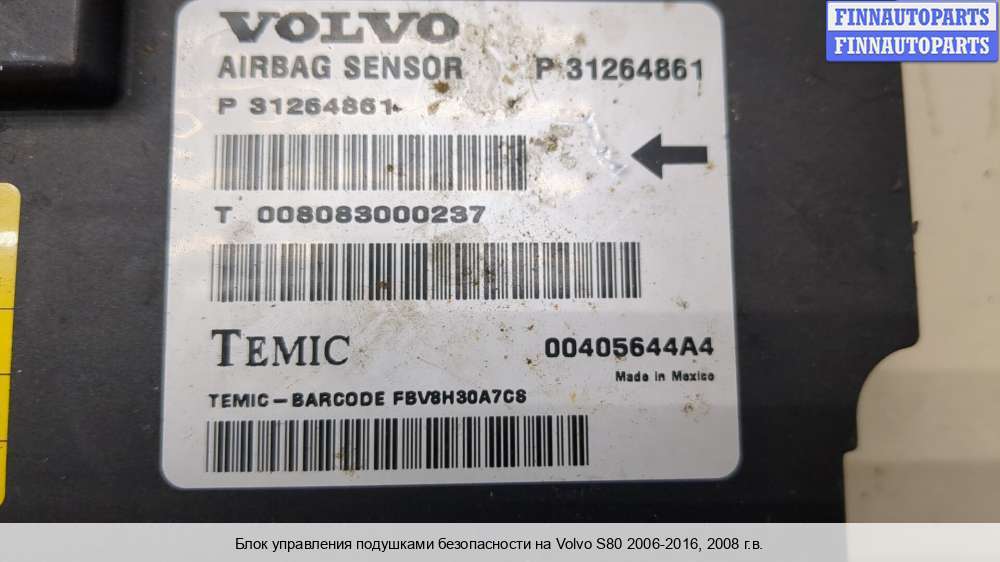 VOLVO
FINNAUTOPARTS
FINNAUTOPARTS
AIRBAG SENSOR P 31264861
P 31264861
T 008083000237
TEMIC 00405644A4
Made in Mexico
TEMIC-BARCODE FBV8H30A7C8
Блок управления подушками безопасности на Volvo S80 2006-2016, 2008 г.в.